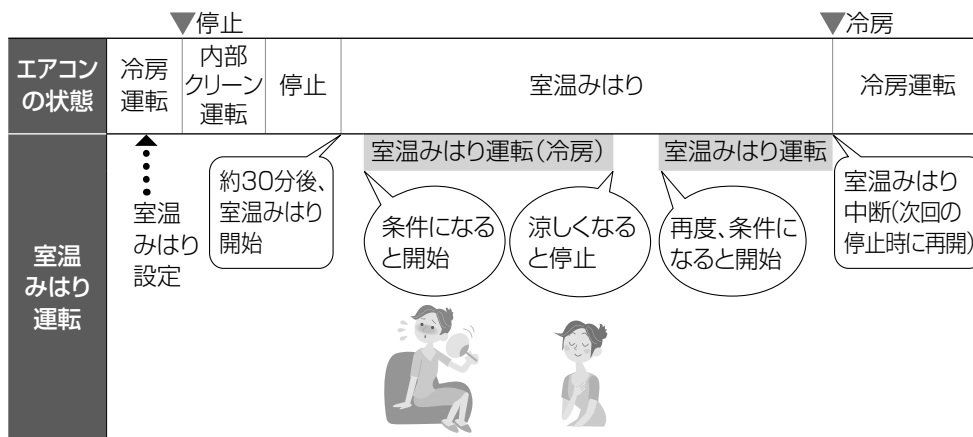 ▼停止
▼冷房
エアコン
の状態
冷房
運転
内部
クリーン
運転
停止
室温みはり
冷房運転
室温
みはり
運転
室温
みはり
設定
約30分後、
室温みはり
開始
室温みはり運転(冷房)
条件になる
と開始
涼しくなる
と停止
室温みはり運転
再度、条件に
なると開始
室温みはり
中断(次回の
停止時に再開)